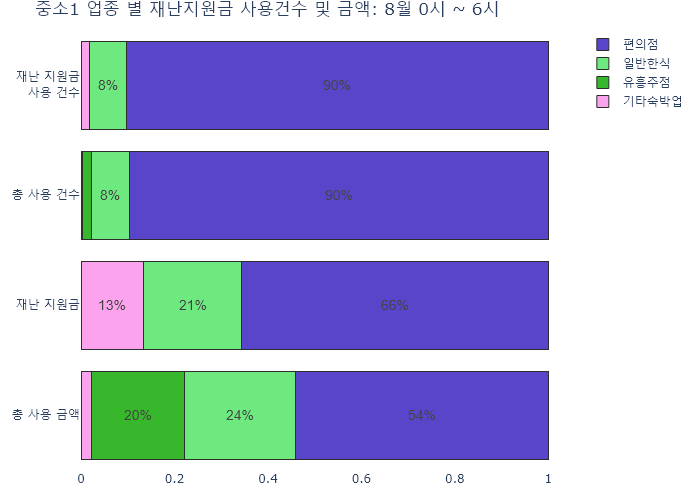 중소1 업종 별 재난지원금 사용건수 및 금액: 8월 0시 ~ 6시
편의점
일반한식
유흥주점
기타숙박업
재난 지원금
사용 건수
8%
90%
총 사용 건수
8%
90%
재난 지원금
13%
21%
66%
총 사용 금액
20%
24%
54%
0
0.2
0.4
0.6
0.8
1